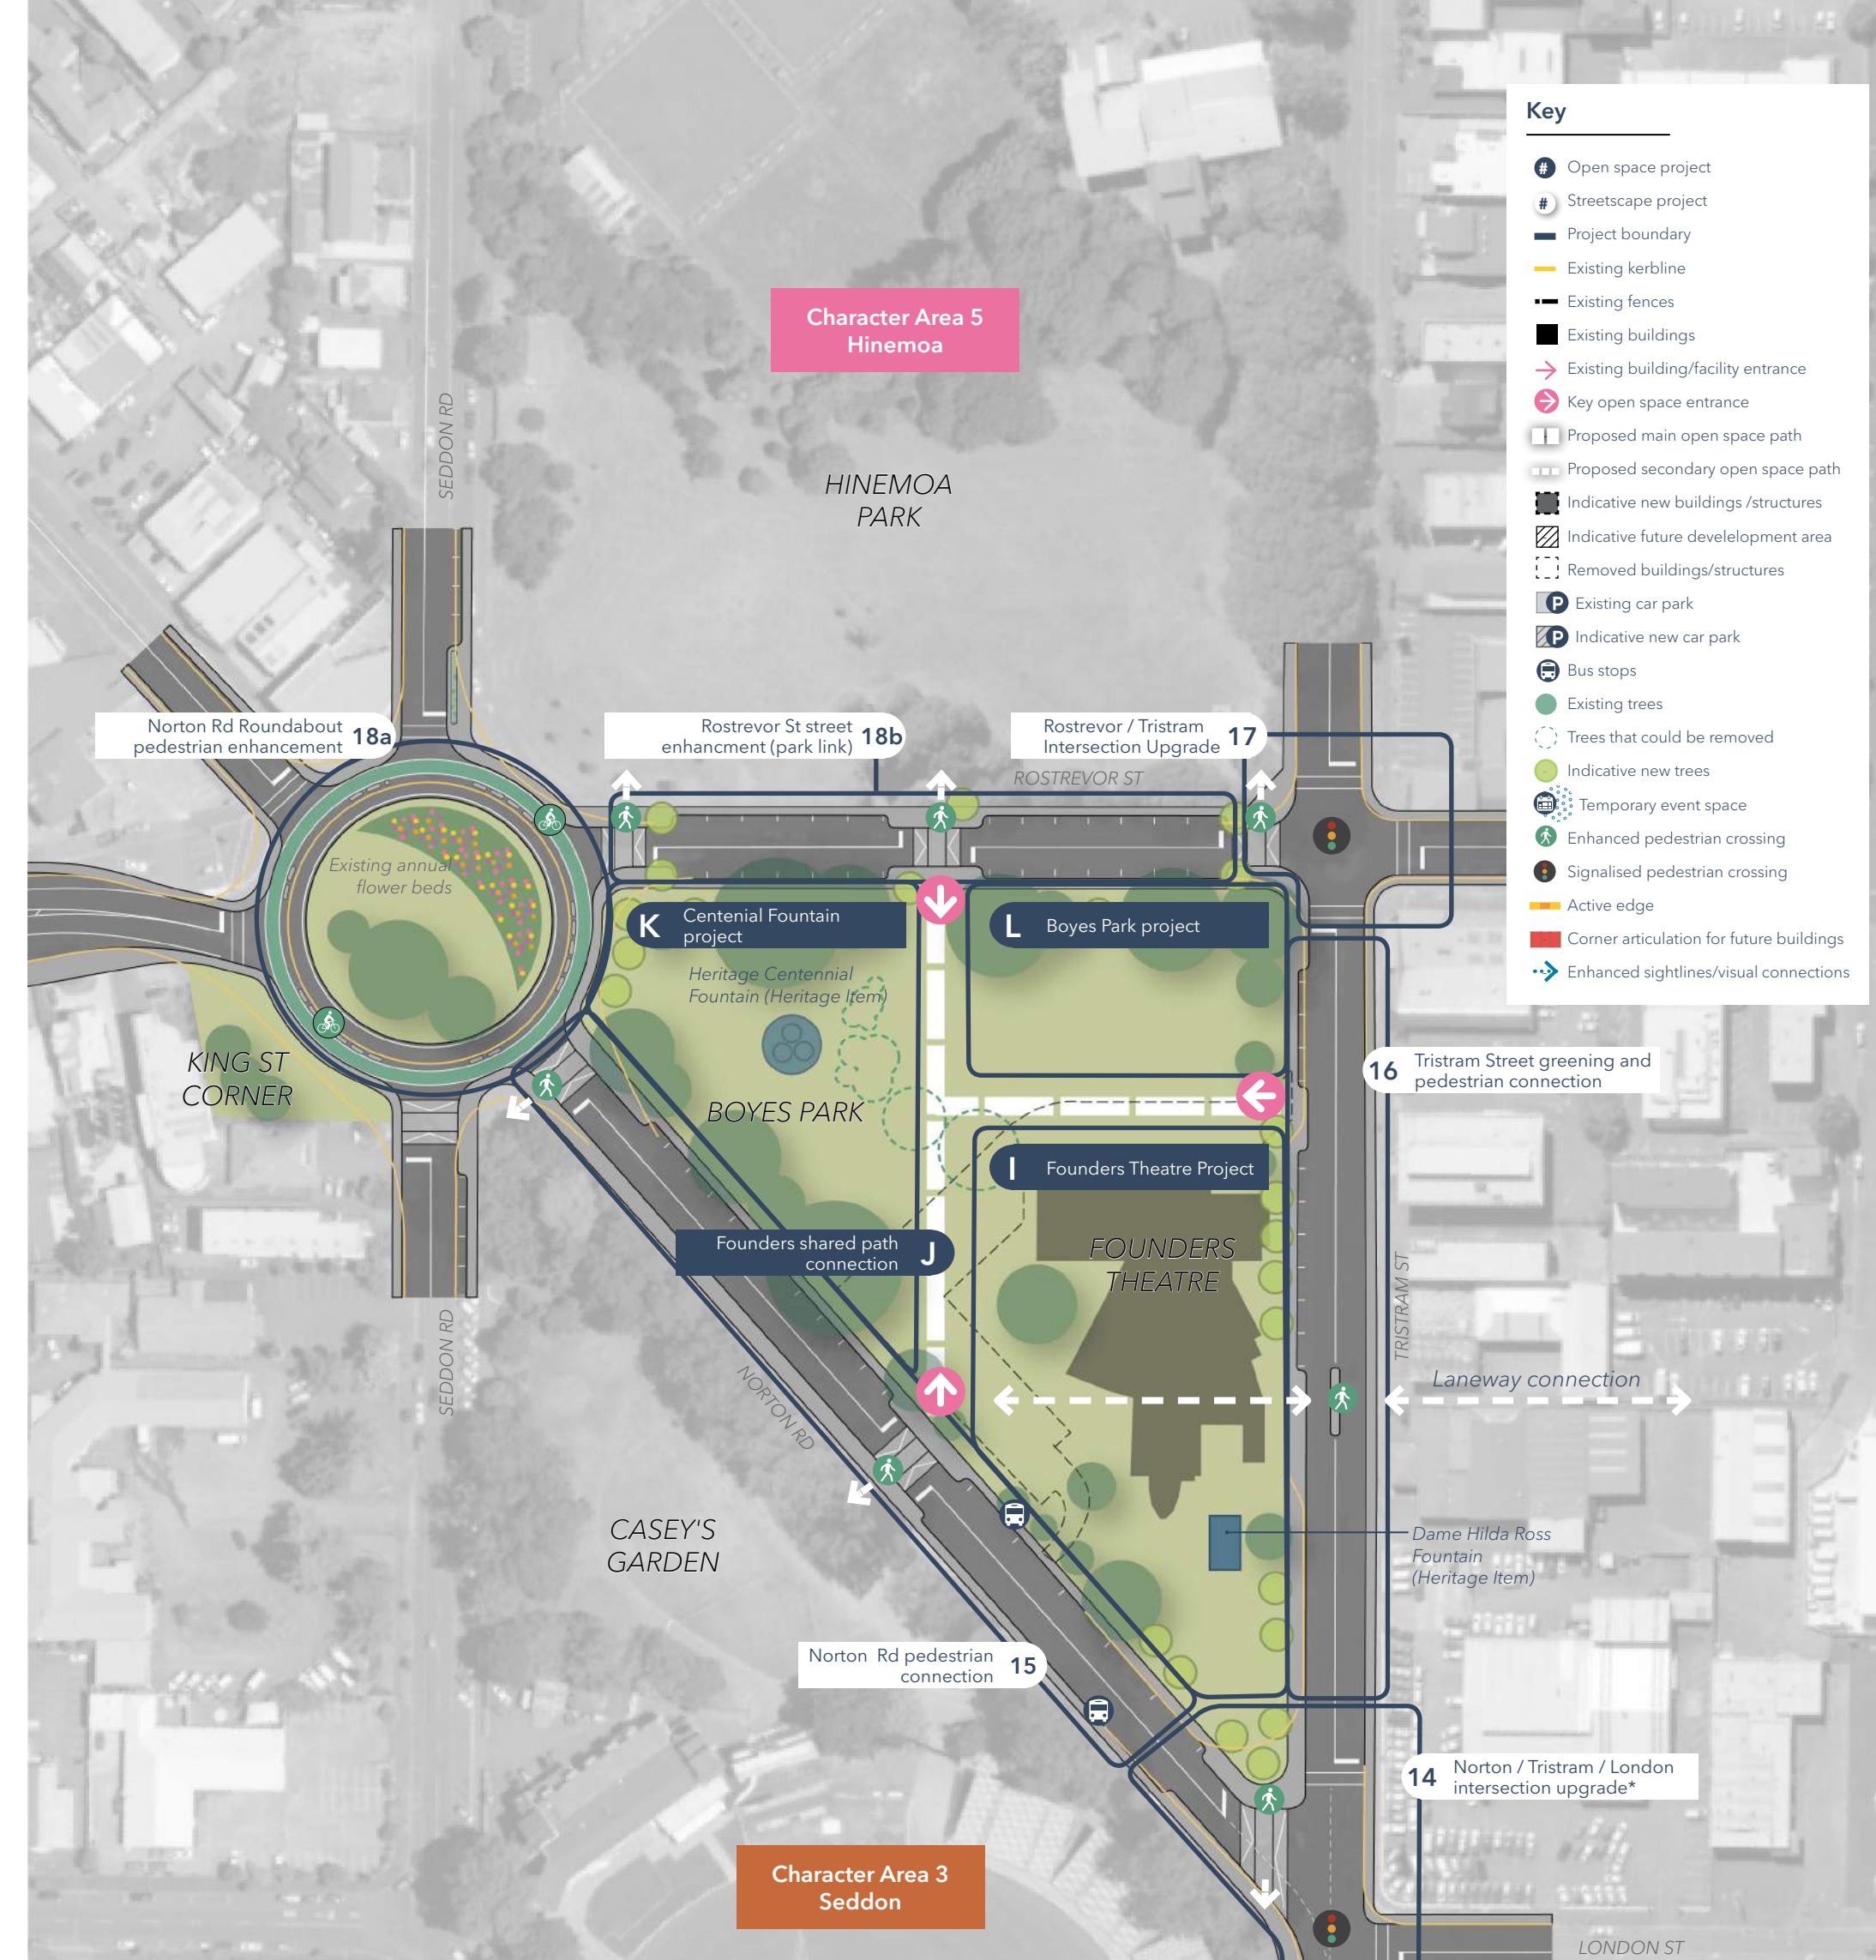 Key
#
Open space project
#
Streetscape project
Project boundary
Existing kerbline
Existing fences
Existing buildings
Existing building/facility entrance
Key open space entrance
Proposed main open space path
Proposed secondary open space path
Indicative new buildings /structures
Indicative future develelopment area
Removed buildings/structures
P
Existing car park
P
Indicative new car park
Bus stops
Existing trees
Trees that could be removed
Indicative new trees
Temporary event space
Enhanced pedestrian crossing
Signalised pedestrian crossing
Active edge
Corner articulation for future buildings
Enhanced sightlines/visual connections
Character Area 5
Hinemoa
SEDDON RD
HINEMOA
PARK
Norton Rd Roundabout
pedestrian enhancement
18a
Rostrevor St street
enhancment (park link)
18b
Rostrevor / Tristram
Intersection Upgrade
17
ROSTREVOR ST
Existing annual
flower beds
K
Centenial Fountain
project
L
Boyes Park project
Heritage Centennial
Fountain (Heritage Item)
KING ST
CORNER
BOYES PARK
16
Tristram Street greening and
pedestrian connection
I
Founders Theatre Project
Founders shared path
connection
J
FOUNDERS
THEATRE
TRISTRAM ST
SEDDON RD
NORTON RD
Laneway connection
CASEY'S
GARDEN
Dame Hilda Ross
Fountain
(Heritage Item)
Norton Rd pedestrian
connection
15
14
Norton / Tristram / London
intersection upgrade*
Character Area 3
Seddon
LONDON ST